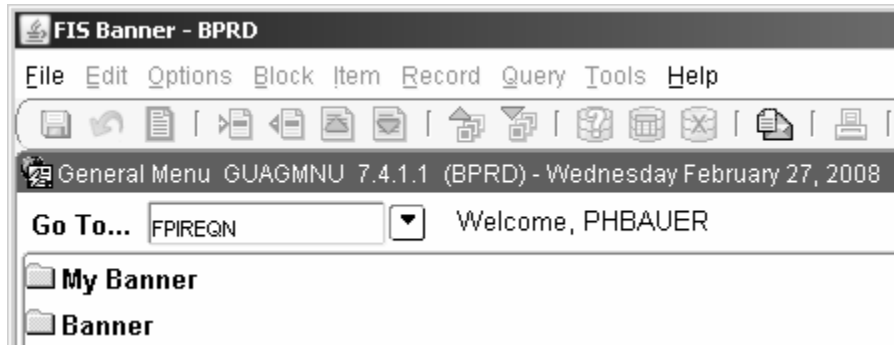 FIS Banner - BPRD
File Edit Options Block Item Record Query Tools Help
General Menu GUAGMNU 7.4.1.1 (BPRD) - Wednesday February 27, 2008
Go To... FPIREQN Welcome, PHBAUER
My Banner
Banner